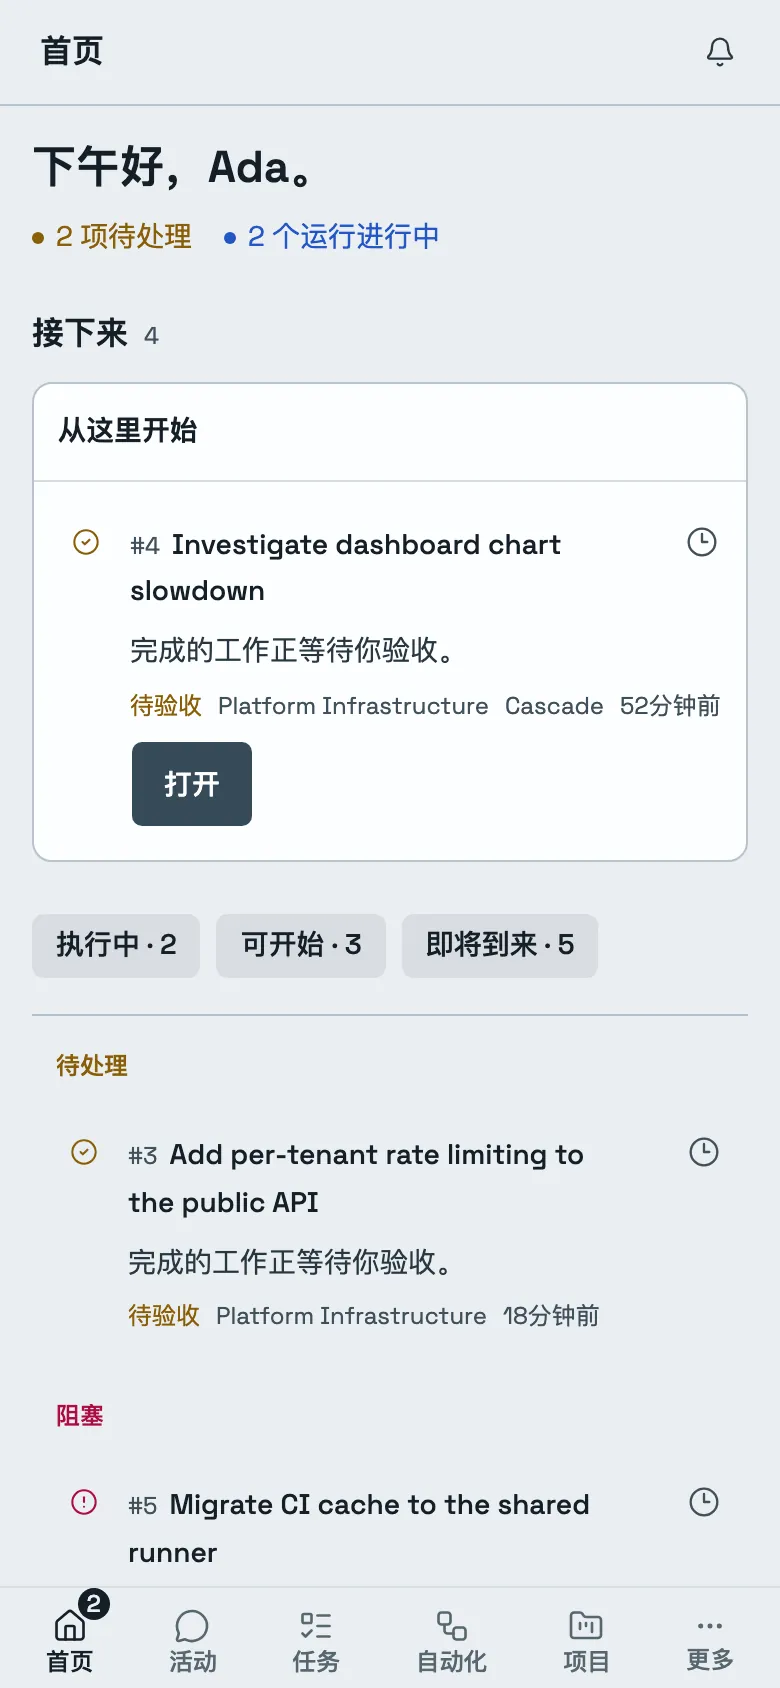 首页
下午好，Ada。
2 项待处理
2 个运行进行中
接下来 4
从这里开始
#4 Investigate dashboard chart
slowdown
完成的工作正等待你验收。
待验收 Platform Infrastructure Cascade 52分钟前
打开
执行中 · 2
可开始 · 3
即将到来 · 5
待处理
#3 Add per-tenant rate limiting to
the public API
完成的工作正等待你验收。
待验收 Platform Infrastructure 18分钟前
阻塞
#5 Migrate CI cache to the shared
runner
2
首页
活动
任务
自动化
项目
更多